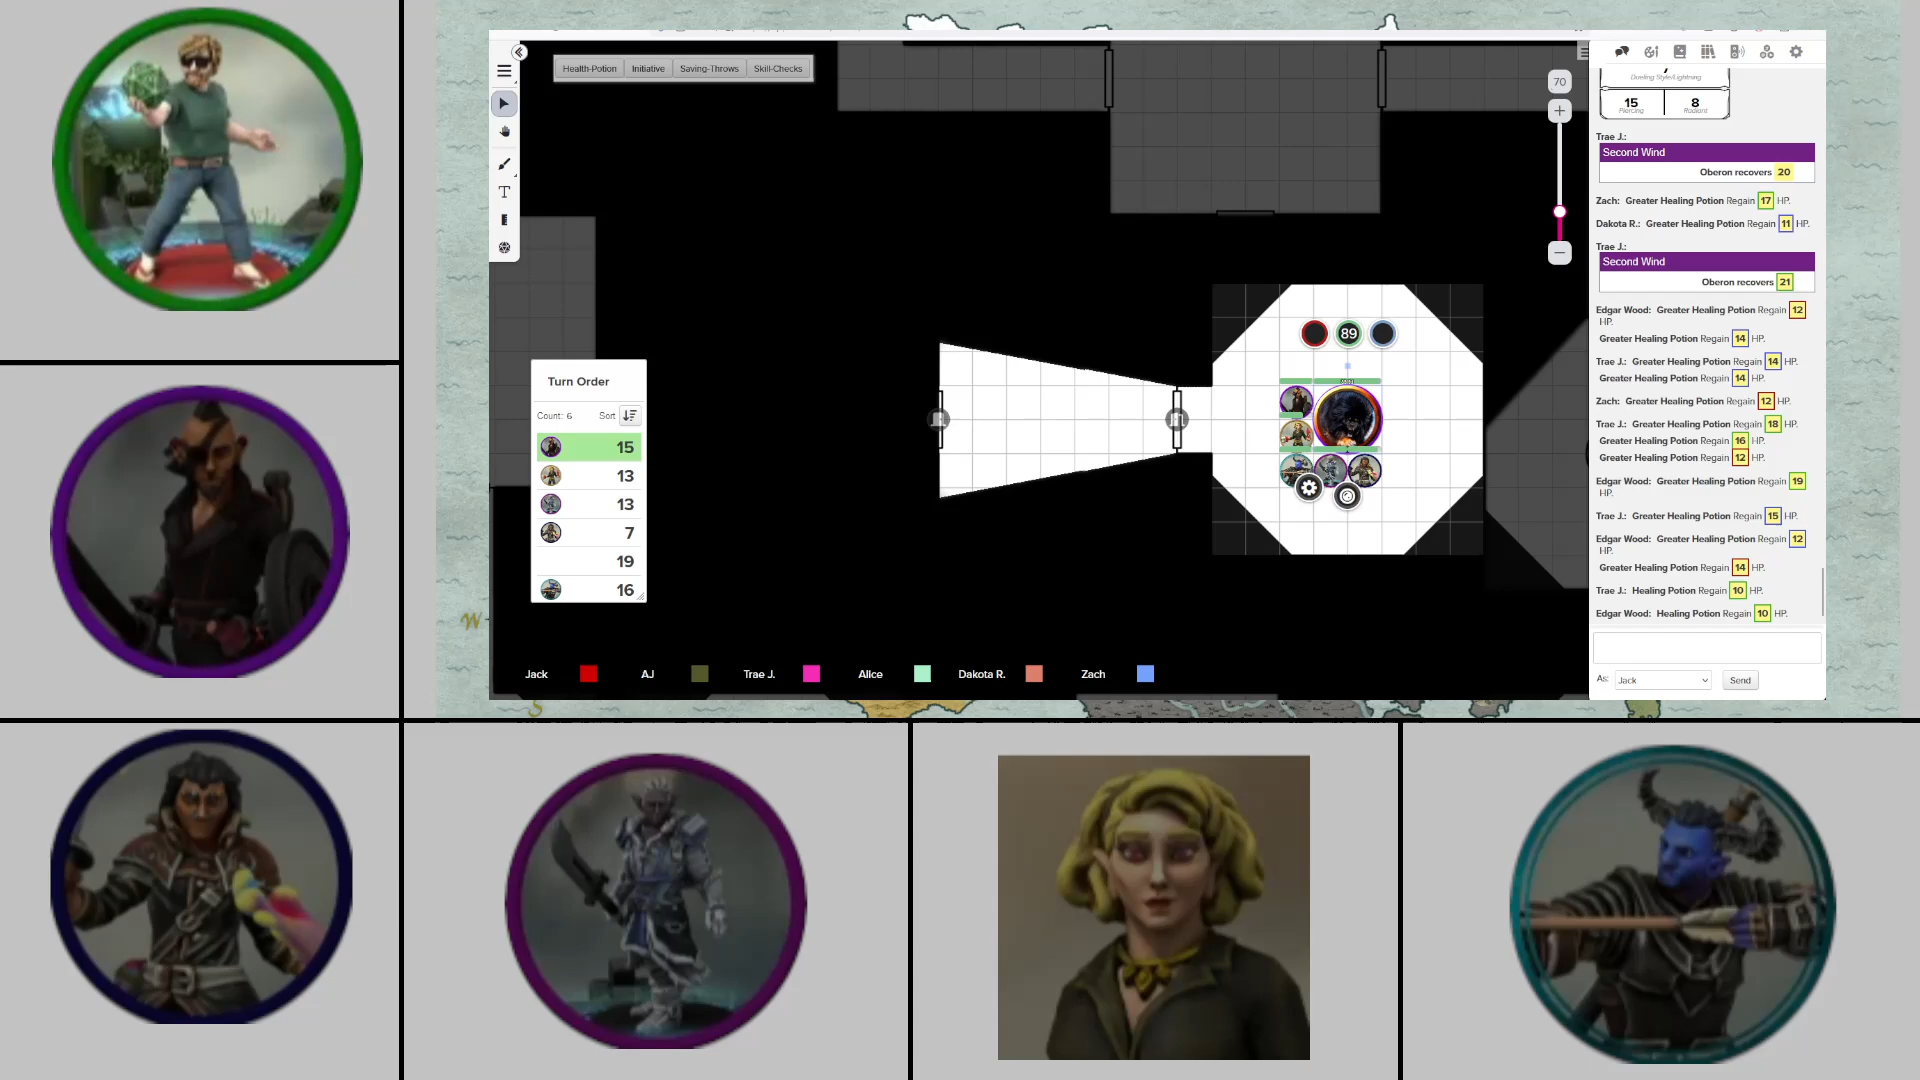 Health-Potion Initiative Saving-Throws Skill-Checks
70
89
Turn Order
Count: 6 Sort
15
13
13
7
19
16
Jack AJ Trae J. Alice Dakota R. Zach
W
S
Dueling Style/Lightning
15 8
Piercing Radiant
Trae J.:
Second Wind
Oberon recovers 20
Zach: Greater Healing Potion Regain 17 HP.
Dakota R.: Greater Healing Potion Regain 11 HP.
Trae J.:
Second Wind
Oberon recovers 21
Edgar Wood: Greater Healing Potion Regain 12
HP.
Greater Healing Potion Regain 14 HP.
Trae J.: Greater Healing Potion Regain 14 HP.
Greater Healing Potion Regain 14 HP.
Zach: Greater Healing Potion Regain 12 HP.
Trae J.: Greater Healing Potion Regain 18 HP.
Greater Healing Potion Regain 16 HP.
Greater Healing Potion Regain 12 HP.
Edgar Wood: Greater Healing Potion Regain 19
HP.
Trae J.: Greater Healing Potion Regain 15 HP.
Edgar Wood: Greater Healing Potion Regain 12
HP.
Greater Healing Potion Regain 14 HP.
Trae J.: Healing Potion Regain 10 HP.
Edgar Wood: Healing Potion Regain 10 HP.
As: Jack Send